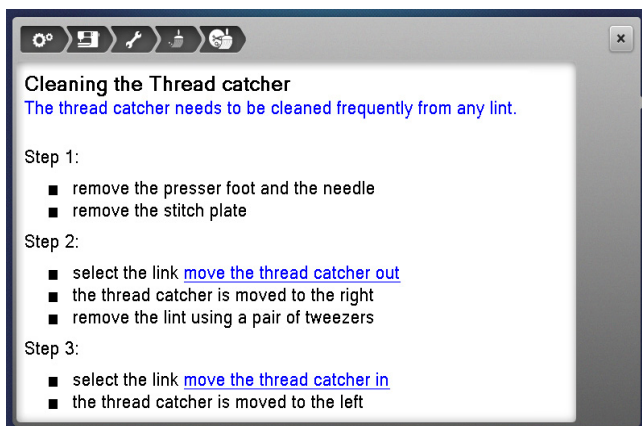 Cleaning the Thread catcher
The thread catcher needs to be cleaned frequently from any lint.
Step 1:
■ remove the presser foot and the needle
■ remove the stitch plate
Step 2:
■ select the link move the thread catcher out
■ the thread catcher is moved to the right
■ remove the lint using a pair of tweezers
Step 3:
■ select the link move the thread catcher in
■ the thread catcher is moved to the left